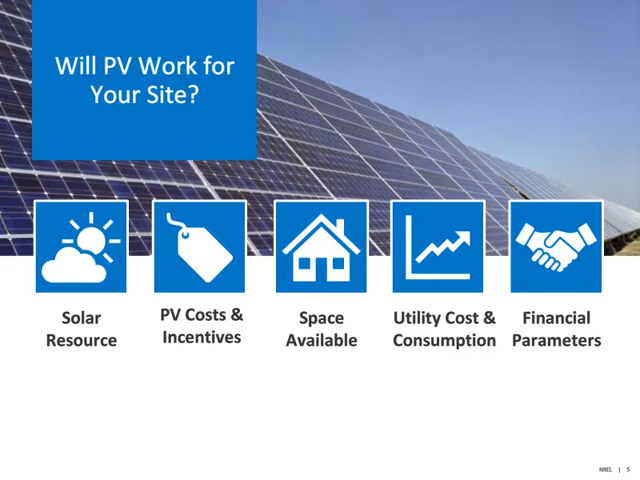 Will PV Work for
Your Site?
Solar
Resource
PV Costs &
Incentives
Space
Available
Utility Cost &
Consumption
Financial
Parameters
NREL | 5